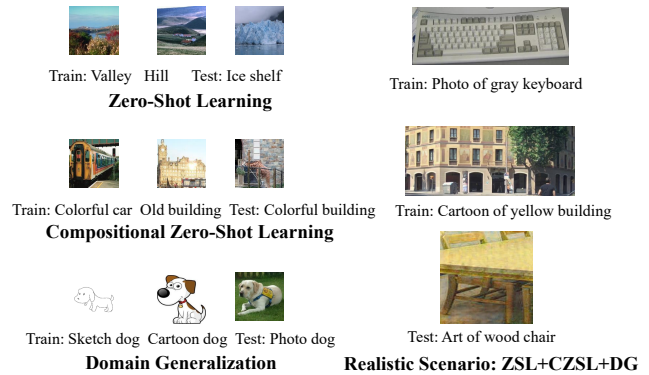 Train: Valley Hill Test: Ice shelf
Zero-Shot Learning
Train: Colorful car Old building Test: Colorful building
Compositional Zero-Shot Learning
Train: Sketch dog Cartoon dog Test: Photo dog
Domain Generalization
Train: Photo of gray keyboard
Train: Cartoon of yellow building
Test: Art of wood chair
Realistic Scenario: ZSL+CZSL+DG